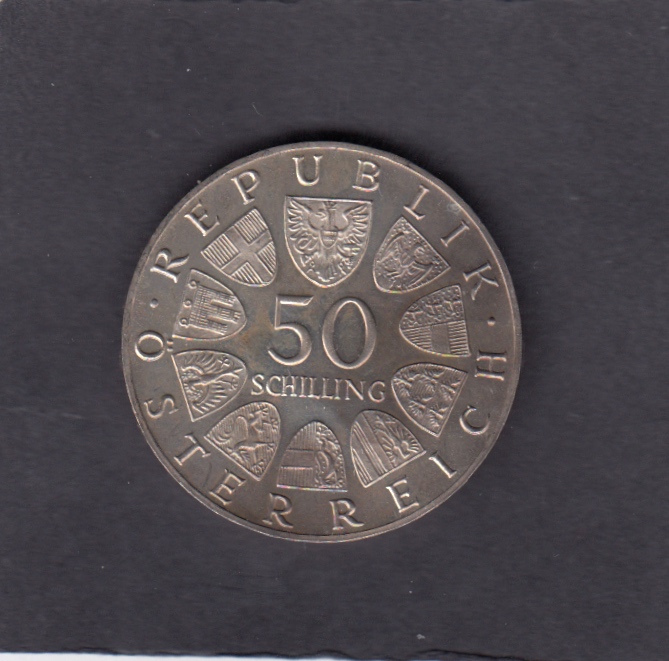 REPUBLIK · ÖSTERREICH ·
50
SCHILLING